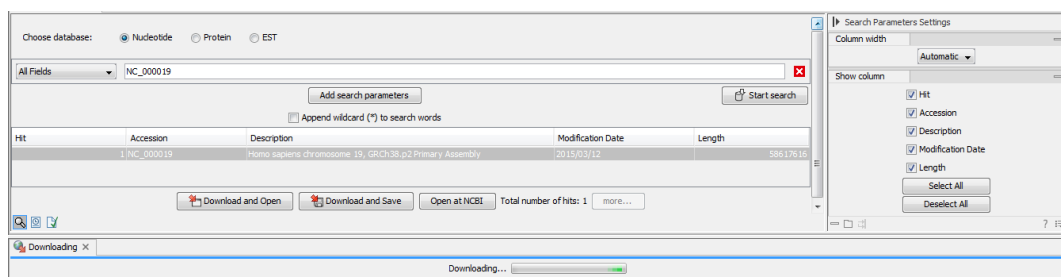 Search Parameters Settings
Choose database: Nucleotide Protein EST
Column width
Automatic
All Fields NC_000019
Show column
Add search parameters Start search
Hit
Append wildcard (*) to search words
Accession
Hit Accession Description Modification Date Length
Description
1 NC_000019 Homo sapiens chromosome 19, GRCh38.p2 Primary Assembly 2015/03/12 58617616
Modification Date
Length
Select All
Download and Open Download and Save Open at NCBI Total number of hits: 1 more...
Deselect All
?
Downloading
Downloading...